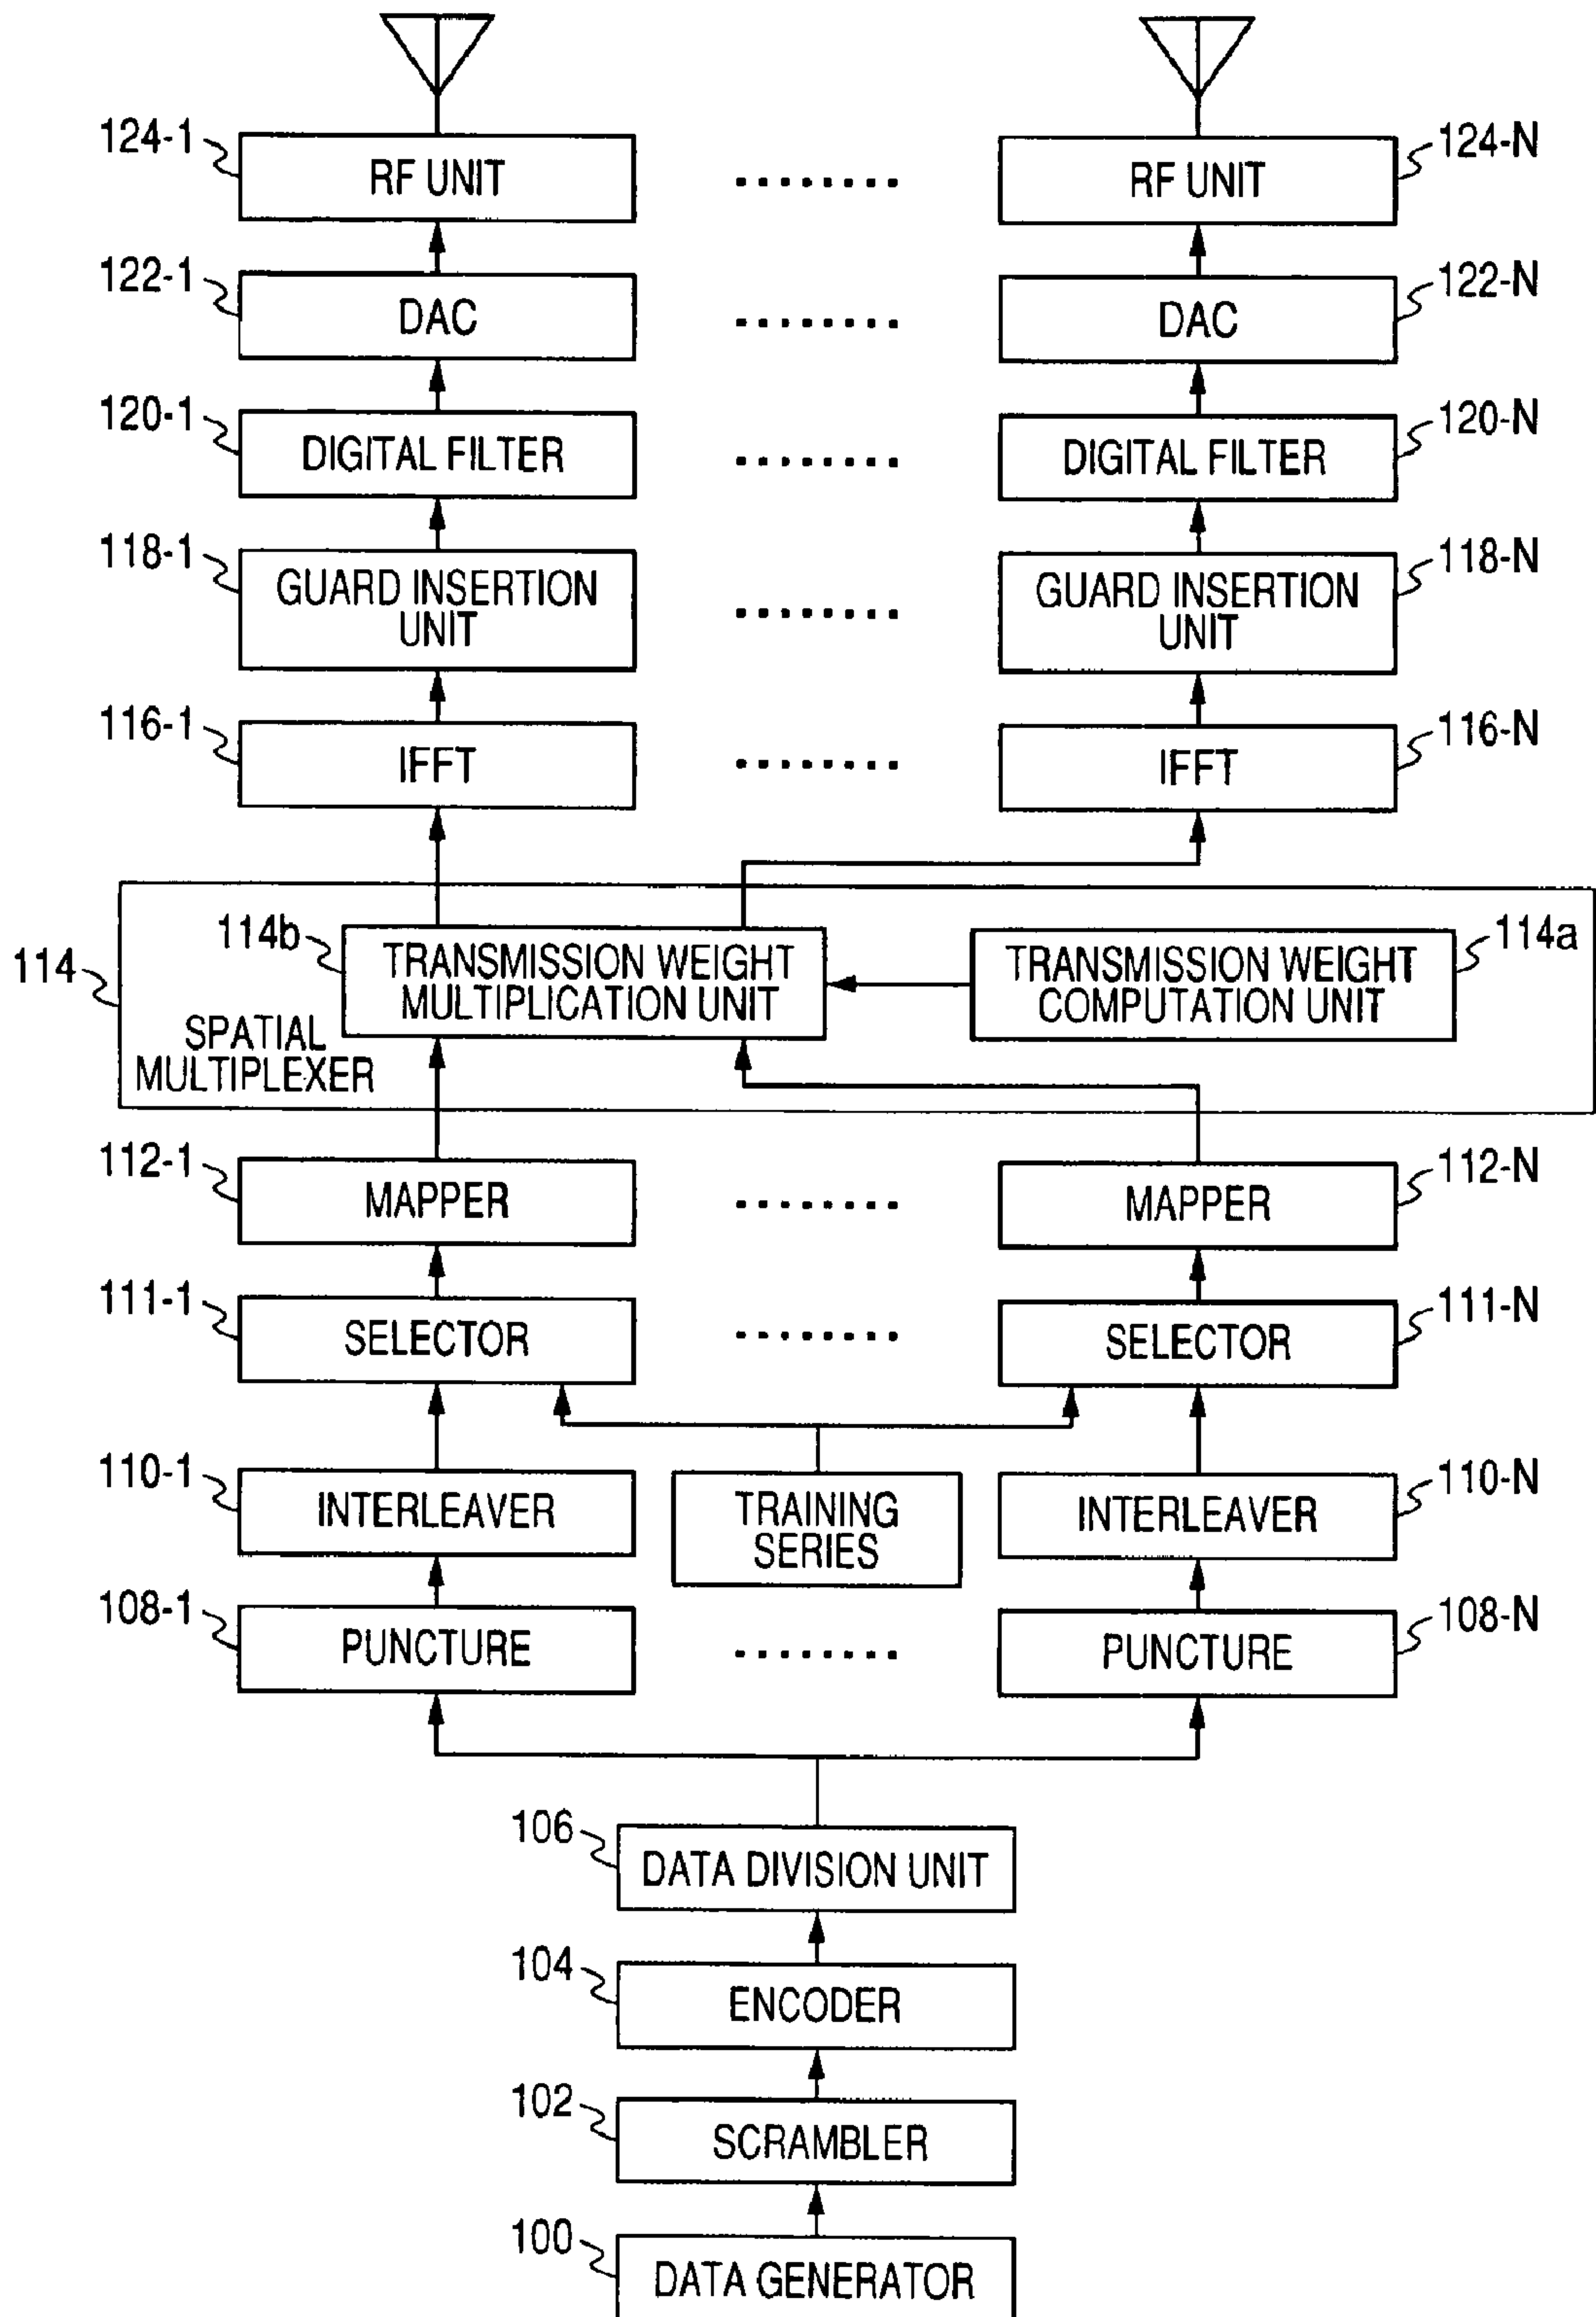 124-1
RF UNIT
........
RF UNIT
124-N
122-1
DAC
........
DAC
122-N
120-1
DIGITAL FILTER
........
DIGITAL FILTER
120-N
118-1
GUARD INSERTION
UNIT
........
GUARD INSERTION
UNIT
118-N
116-1
IFFT
........
IFFT
116-N
114
SPATIAL
MULTIPLEXER
114b
TRANSMISSION WEIGHT
MULTIPLICATION UNIT
TRANSMISSION WEIGHT
COMPUTATION UNIT
114a
112-1
MAPPER
........
MAPPER
112-N
111-1
SELECTOR
........
SELECTOR
111-N
110-1
INTERLEAVER
TRAINING
SERIES
INTERLEAVER
110-N
108-1
PUNCTURE
........
PUNCTURE
108-N
106
DATA DIVISION UNIT
104
ENCODER
102
SCRAMBLER
100
DATA GENERATOR